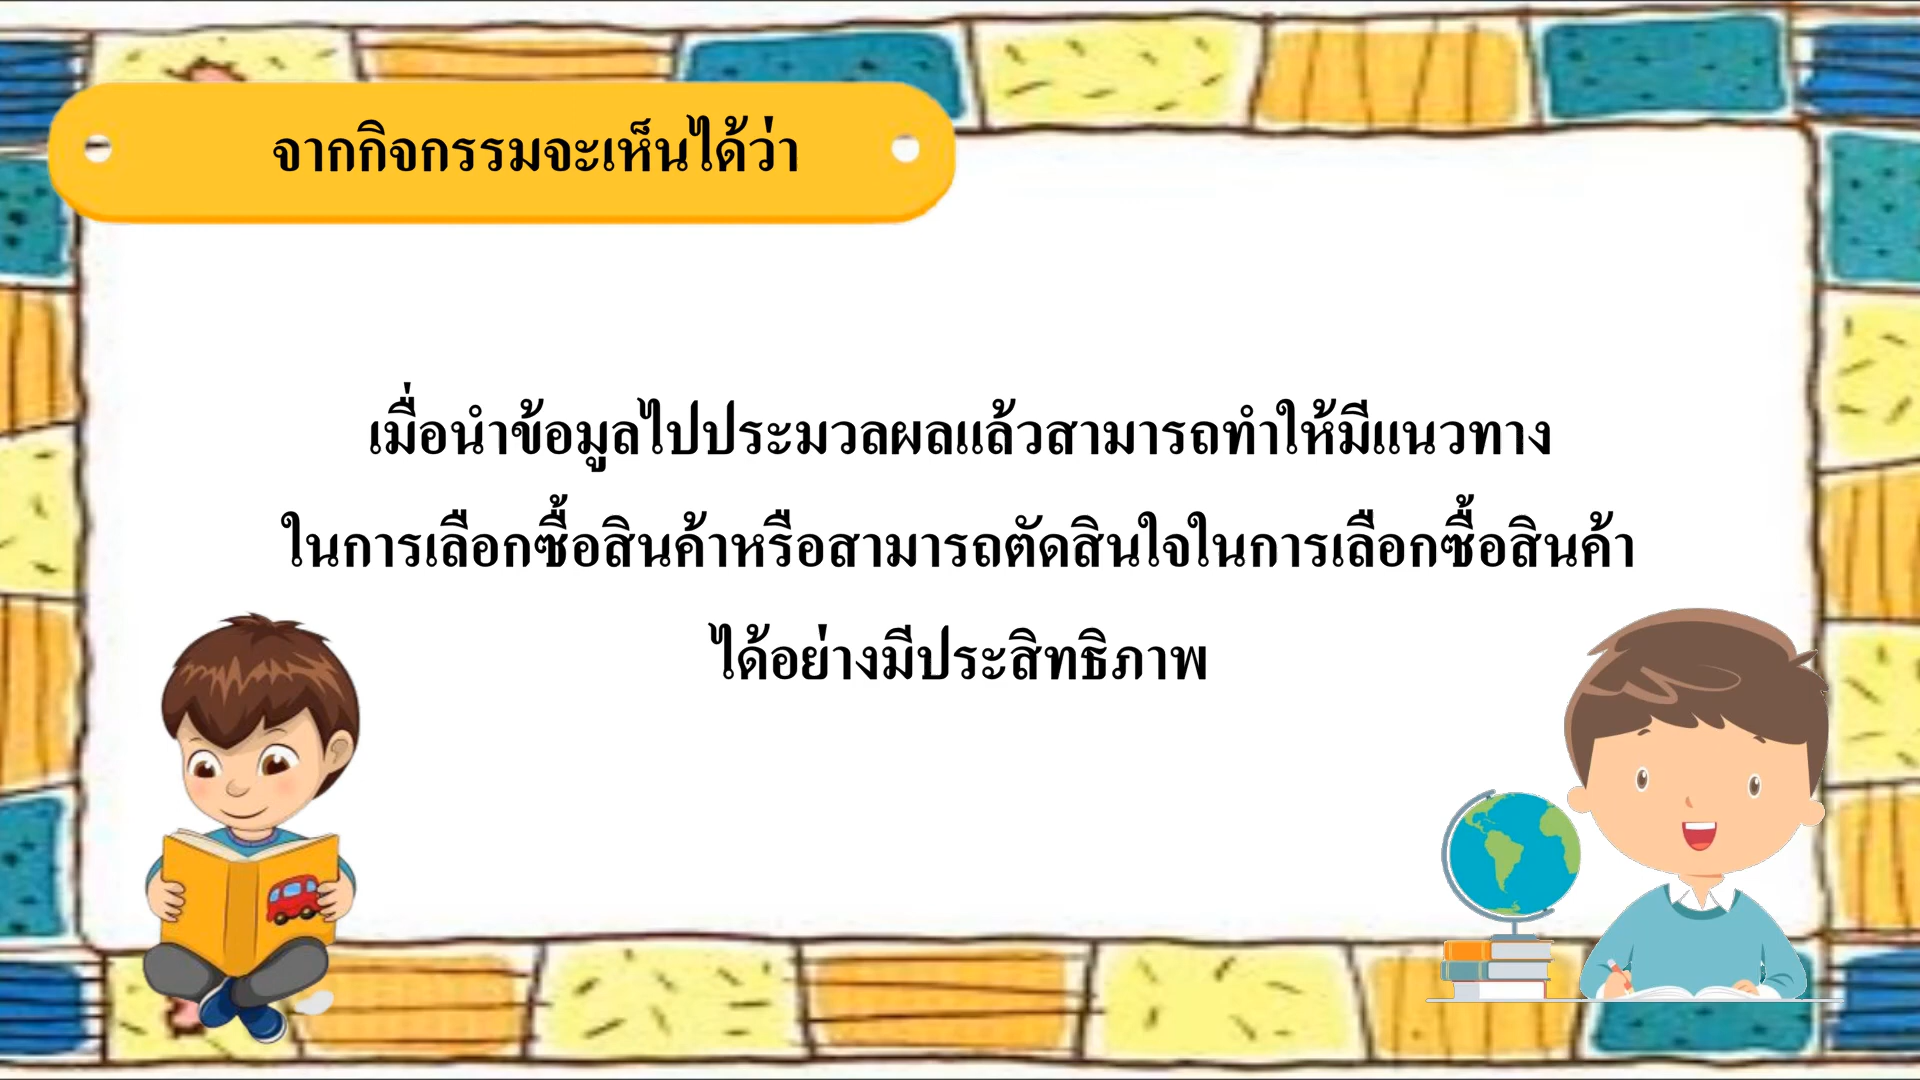 จากกิจกรรมจะเห็นได้ว่า
เมื่อนำข้อมูลไปประมวลผลแล้วสามารถทำให้มีแนวทาง
ในการเลือกซื้อสินค้าหรือสามารถตัดสินใจในการเลือกซื้อสินค้า
ได้อย่างมีประสิทธิภาพ